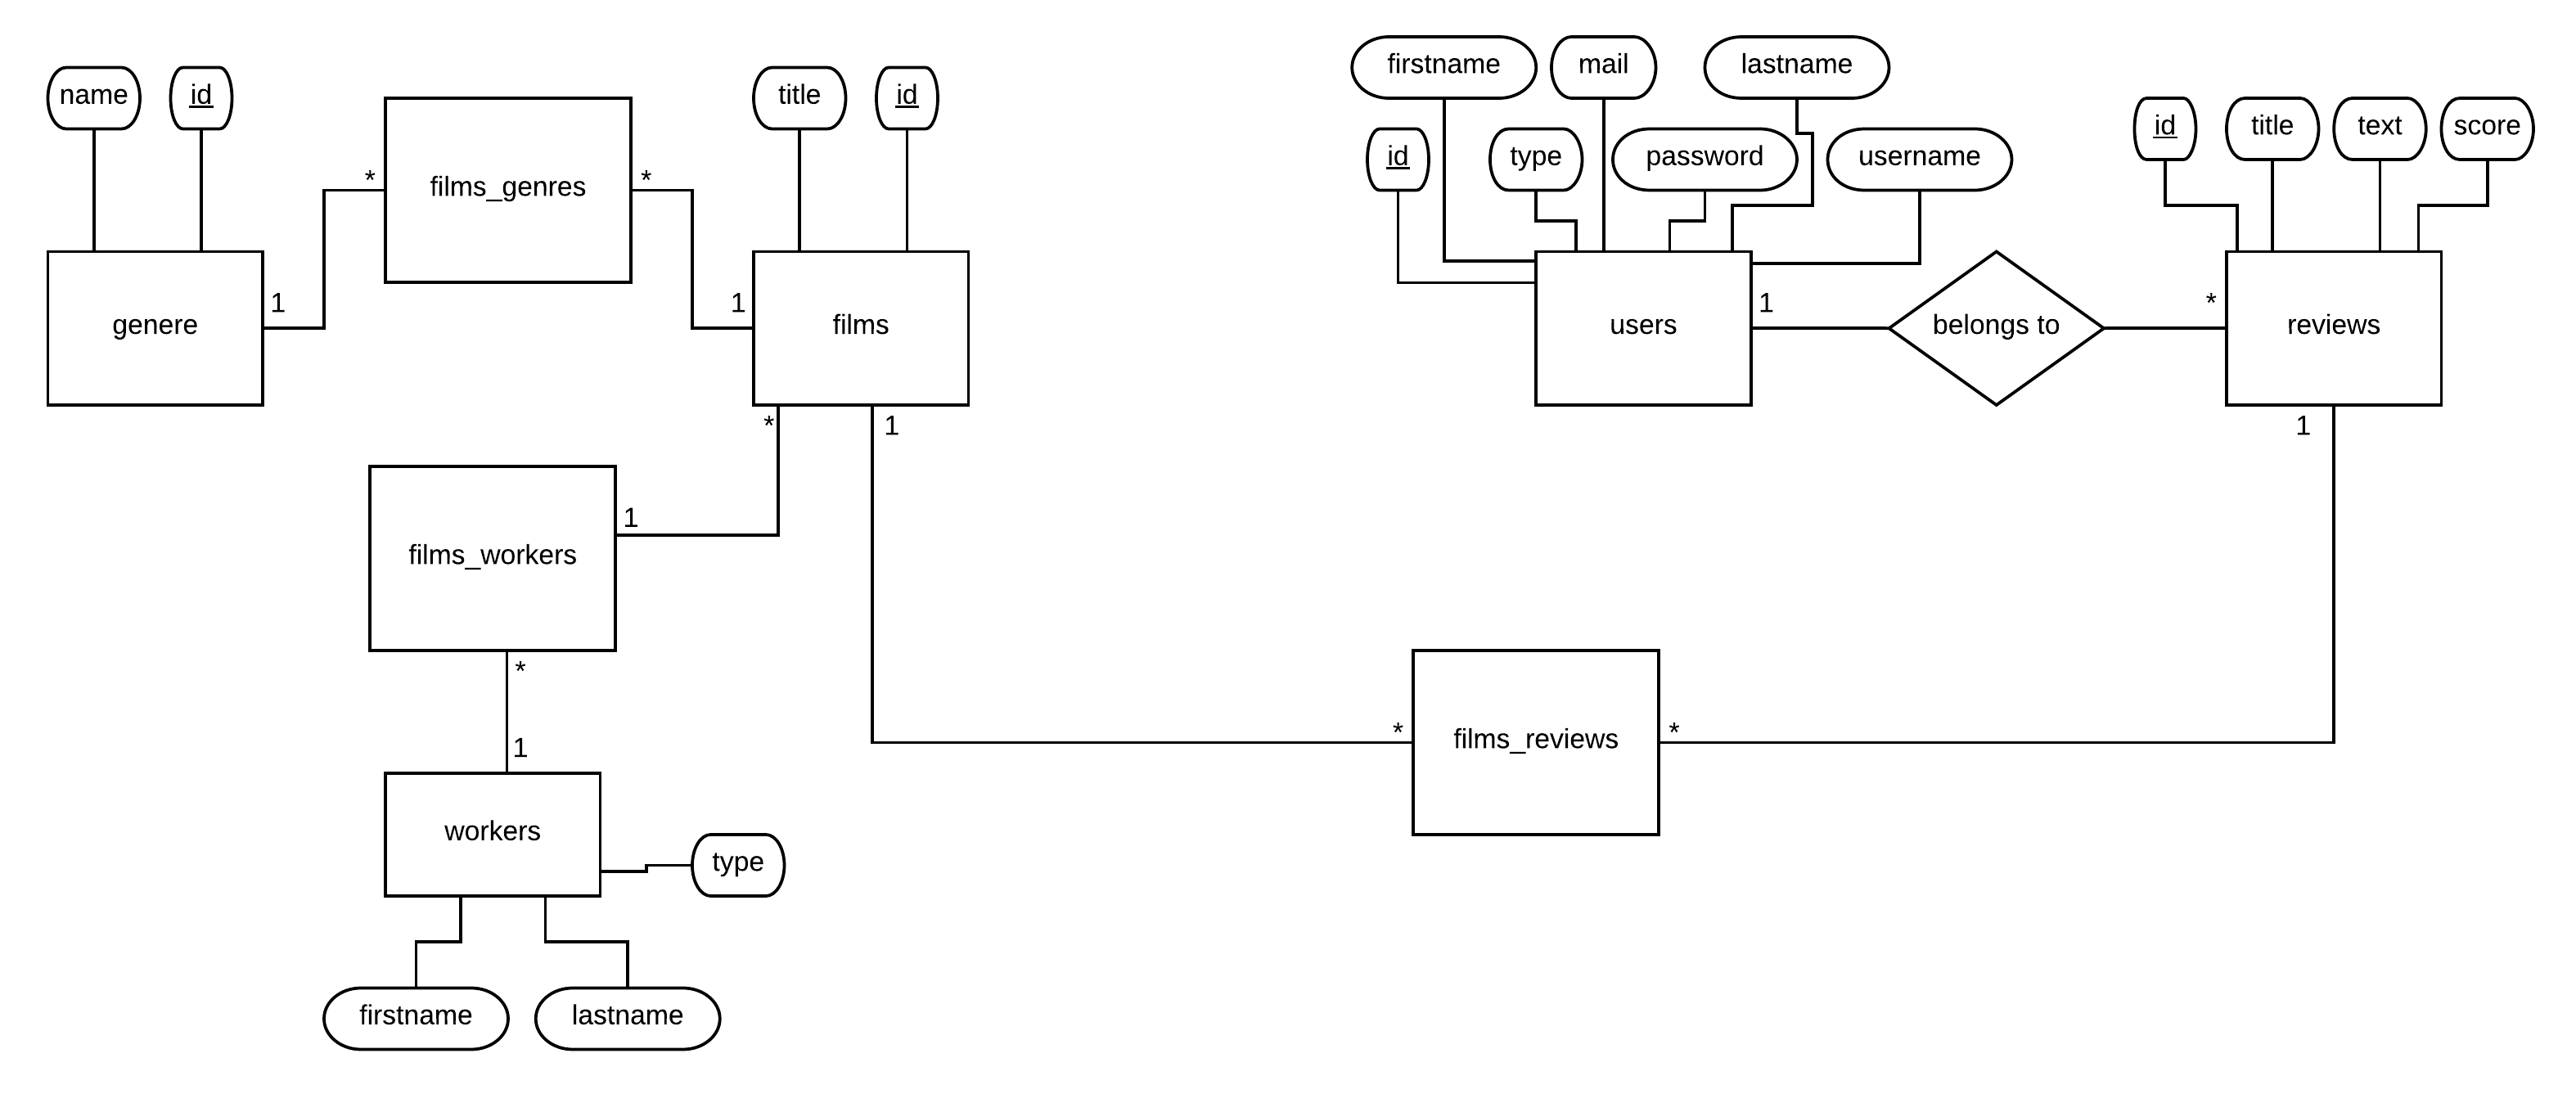 firstname
mail
lastname
name
id
title
id
id
title
text
score
id
type
password
username
*
films_genres
*
1
1
1
*
genere
films
users
belongs to
reviews
*
1
1
1
films_workers
*
1
*
films_reviews
*
workers
type
firstname
lastname